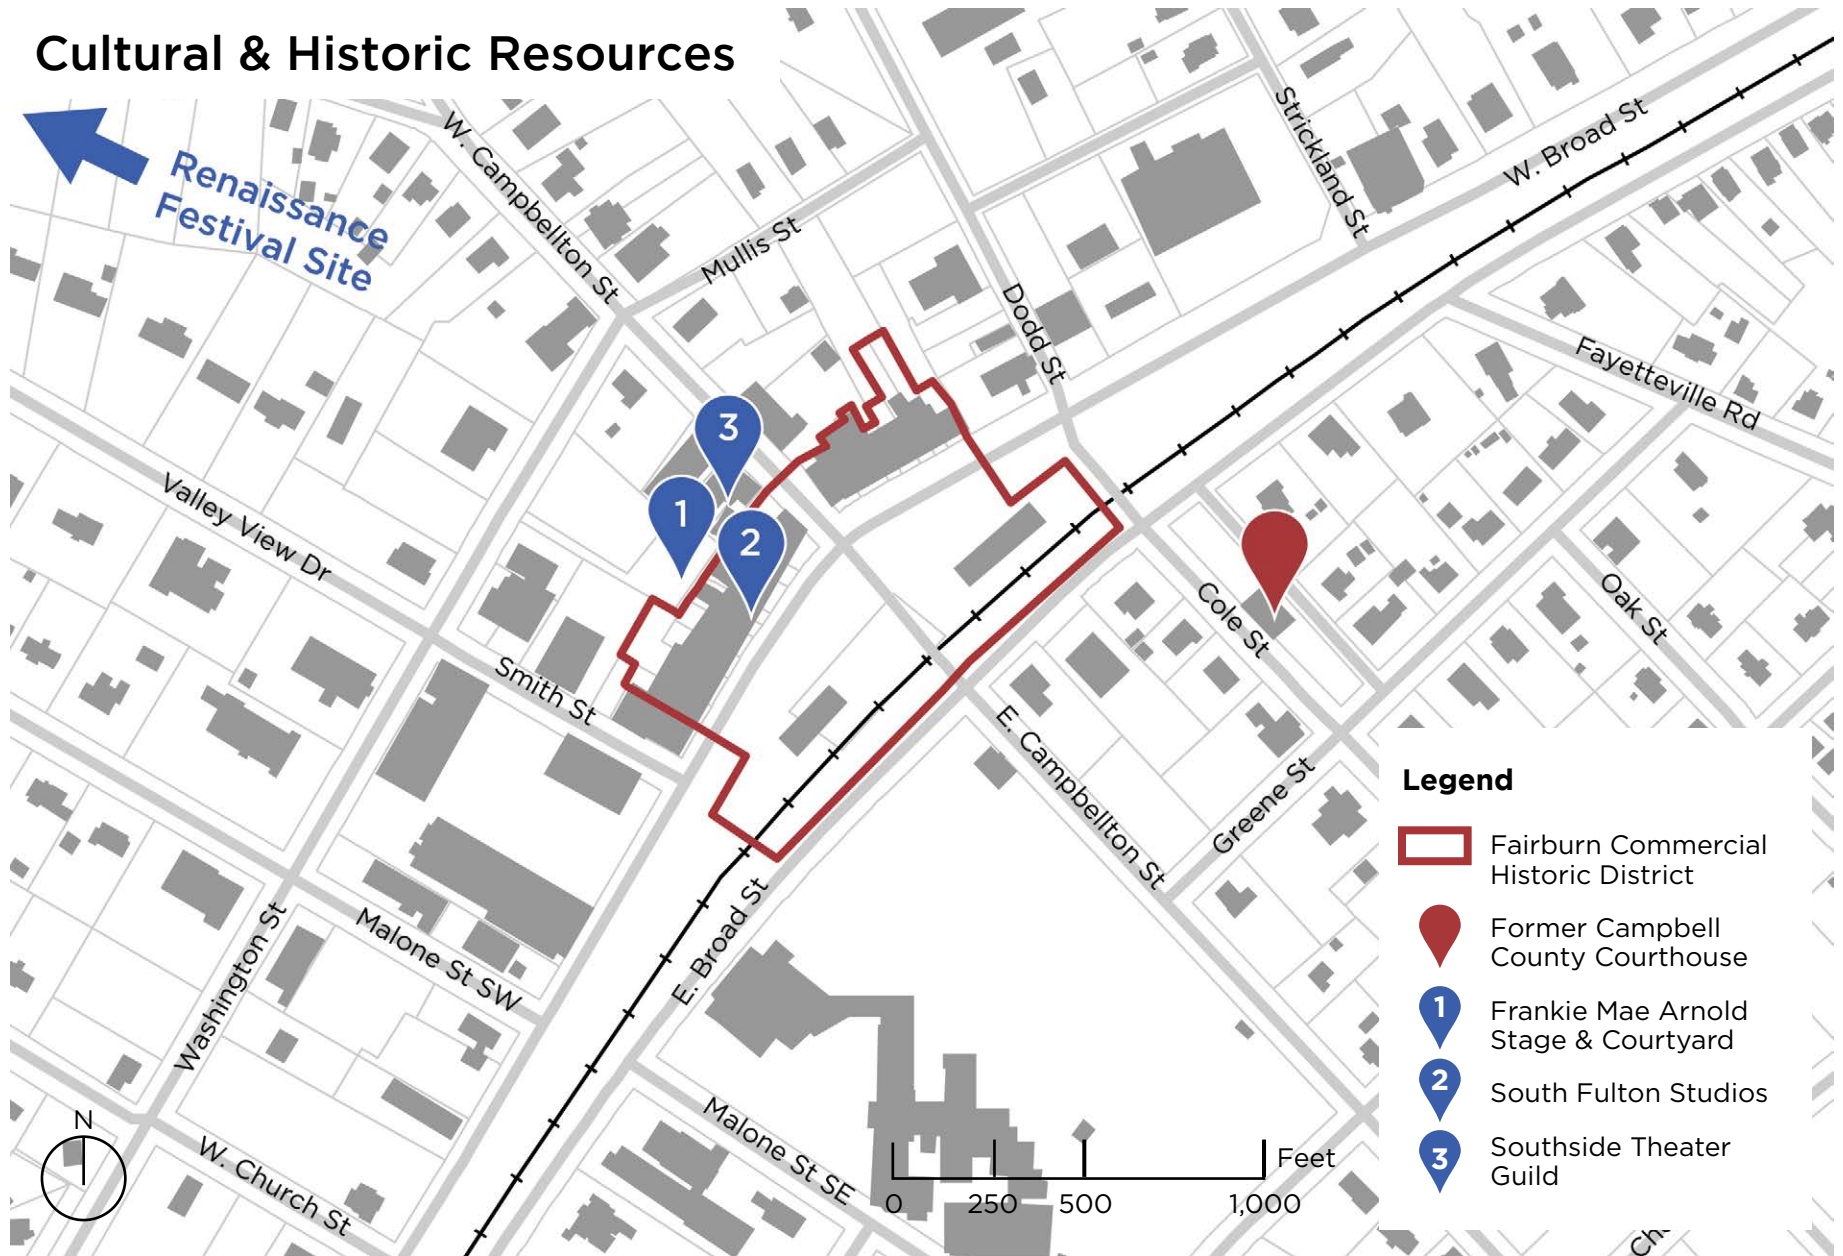 Cultural & Historic Resources
Renaissance
Festival Site
W. Campbellton St
Mullis St
Strickland St
W. Broad St
Dodd St
Fayetteville Rd
3
1
2
Valley View Dr
Smith St
Cole St
Oak St
E. Campbellton St
Greene St
E. Broad St
Malone St SW
Washington St
W. Church St
Malone St SE
N
0
250
500
1,000
Feet
Legend
Fairburn Commercial
Historic District
Former Campbell
County Courthouse
1
Frankie Mae Arnold
Stage & Courtyard
2
South Fulton Studios
3
Southside Theater
Guild